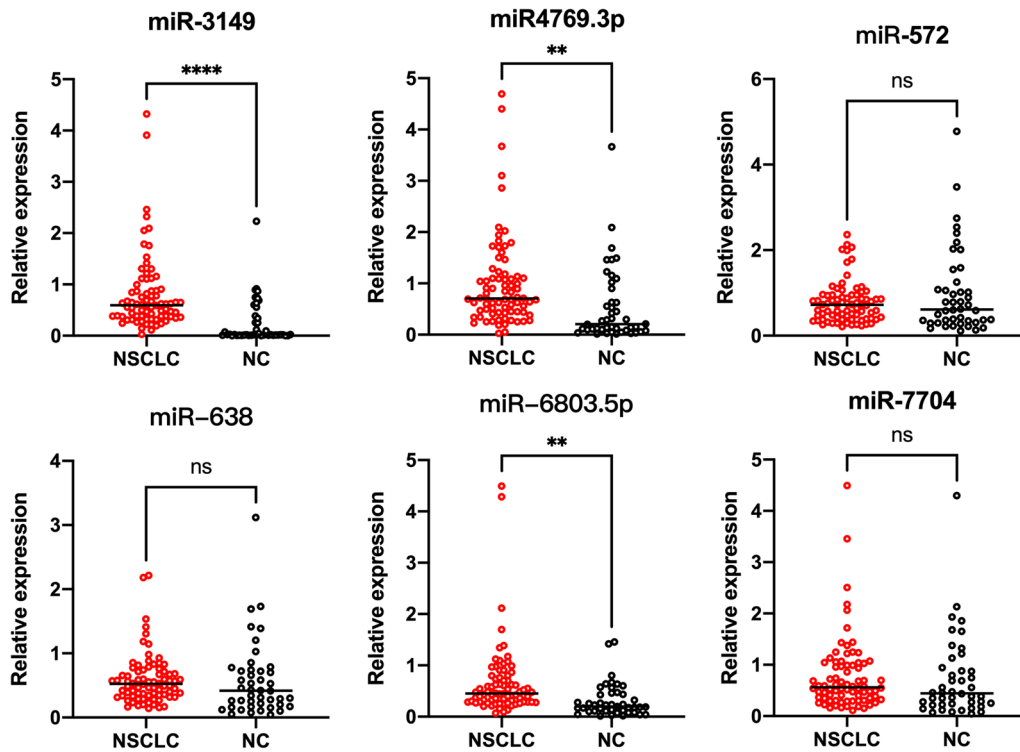 miR-3149
****
5
4
3
2
1
0
Relative expression
NSCLC
NC
miR4769.3p
**
5
4
3
2
1
0
Relative expression
NSCLC
NC
miR-572
ns
6
4
2
0
Relative expression
NSCLC
NC
miR–638
ns
4
3
2
1
0
Relative expression
NSCLC
NC
miR–6803.5p
**
5
4
3
2
1
0
Relative expression
NSCLC
NC
miR-7704
ns
5
4
3
2
1
0
Relative expression
NSCLC
NC